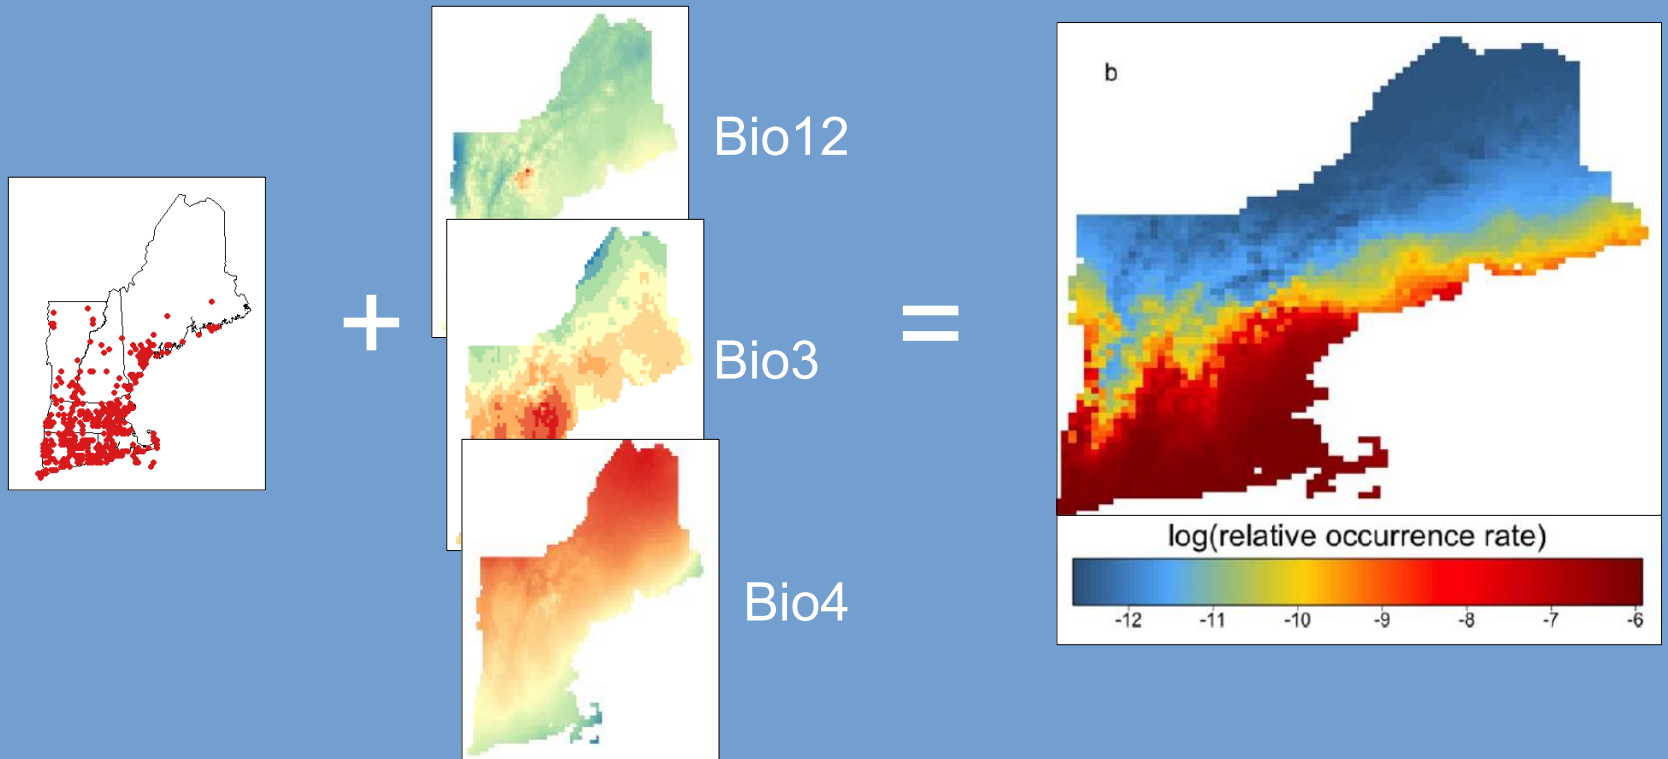 +
Bio12
Bio3
Bio4
=
b
log(relative occurrence rate)
-12 -11 -10 -9 -8 -7 -6